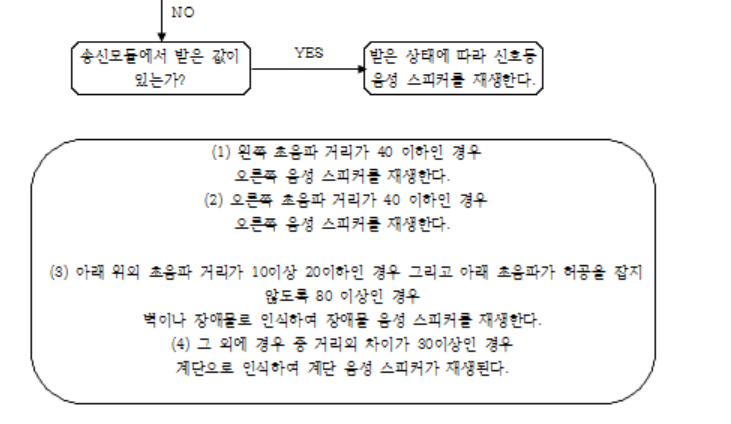 NO
송신모듈에서 받은 값이
있는가?
YES
받은 상태에 따라 신호등
음성 스피커를 재생한다.
(1) 왼쪽 초음파 거리가 40 이하인 경우
오른쪽 음성 스피커를 재생한다.
(2) 오른쪽 초음파 거리가 40 이하인 경우
오른쪽 음성 스피커를 재생한다.
(3) 아래 위의 초음파 거리가 10이상 20이하인 경우 그리고 아래 초음파가 허공을 잡지
않도록 80 이상인 경우
벽이나 장애물로 인식하여 장애물 음성 스피커를 재생한다.
(4) 그 외에 경우 중 거리의 차이가 30이상인 경우
계단으로 인식하여 계단 음성 스피커가 재생된다.